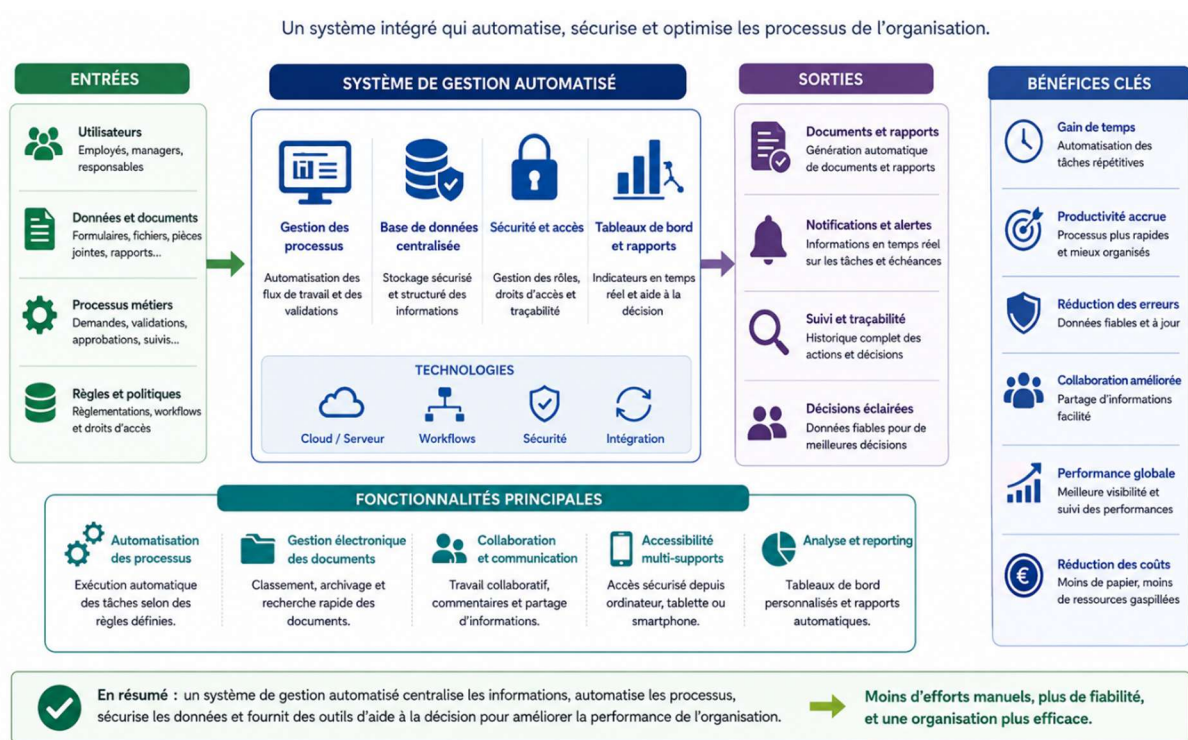 Un système intégré qui automatise, sécurise et optimise les processus de l'organisation.
ENTRÉES
Utilisateurs
Employés, managers,
responsables
Données et documents
Formulaires, fichiers, pièces
jointes, rapports...
Processus métiers
Demandes, validations,
approbations, suivis...
Règles et politiques
Règlementations, workflows
et droits d'accès
SYSTÈME DE GESTION AUTOMATISÉ
Gestion des
processus
Automatisation des
flux de travail et des
validations
Base de données
centralisée
Stockage sécurisé
et structuré des
informations
Sécurité et accès
Gestion des rôles,
droits d'accès et
traçabilité
Tableaux de bord
et rapports
Indicateurs en temps
réel et aide à la
décision
TECHNOLOGIES
Cloud / Serveur
Workflows
Sécurité
Intégration
SORTIES
Documents et rapports
Génération automatique
de documents et rapports
Notifications et alertes
Informations en temps réel
sur les tâches et échéances
Suivi et traçabilité
Historique complet des
actions et décisions
Décisions éclairées
Données fiables pour de
meilleures décisions
BÉNÉFICES CLÉS
Gain de temps
Automatisation des
tâches répétitives
Productivité accrue
Processus plus rapides
et mieux organisés
Réduction des erreurs
Données fiables et à jour
Collaboration améliorée
Partage d'informations
facilité
Performance globale
Meilleure visibilité et
suivi des performances
€
Réduction des coûts
Moins de papier, moins
de ressources gaspillées
FONCTIONNALITÉS PRINCIPALES
Automatisation
des processus
Exécution automatique
des tâches selon des
règles définies.
Gestion électronique
des documents
Classement, archivage et
recherche rapide des
documents.
Collaboration
et communication
Travail collaboratif,
commentaires et partage
d'informations.
Accessibilité
multi-supports
Accès sécurisé depuis
ordinateur, tablette ou
smartphone.
Analyse et reporting
Tableaux de bord
personnalisés et rapports
automatiques.
En résumé : un système de gestion automatisé centralise les informations, automatise les processus,
sécurise les données et fournit des outils d'aide à la décision pour améliorer la performance de l'organisation.
Moins d'efforts manuels, plus de fiabilité,
et une organisation plus efficace.